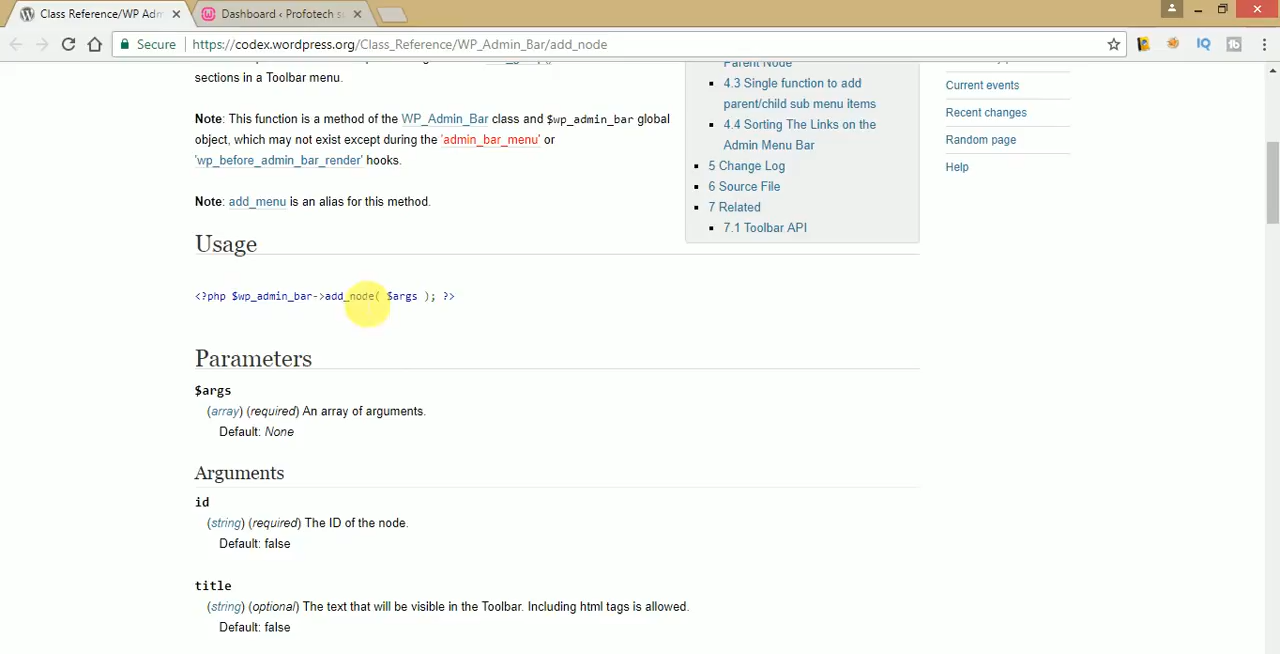 Class Reference/WP Adm
Dashboard ‹ Profotech s
Secure
https://codex.wordpress.org/Class_Reference/WP_Admin_Bar/add_node
sections in a Toolbar menu.
Note: This function is a method of the WP_Admin_Bar class and $wp_admin_bar global
object, which may not exist except during the 'admin_bar_menu' or
'wp_before_admin_bar_render' hooks.
Note: add_menu is an alias for this method.
Parent Node
4.3 Single function to add
parent/child sub menu items
4.4 Sorting The Links on the
Admin Menu Bar
5 Change Log
6 Source File
7 Related
7.1 Toolbar API
Current events
Recent changes
Random page
Help
Usage
<?php $wp_admin_bar->add_node( $args ); ?>
Parameters
$args
(array) (required) An array of arguments.
Default: None
Arguments
id
(string) (required) The ID of the node.
Default: false
title
(string) (optional) The text that will be visible in the Toolbar. Including html tags is allowed.
Default: false